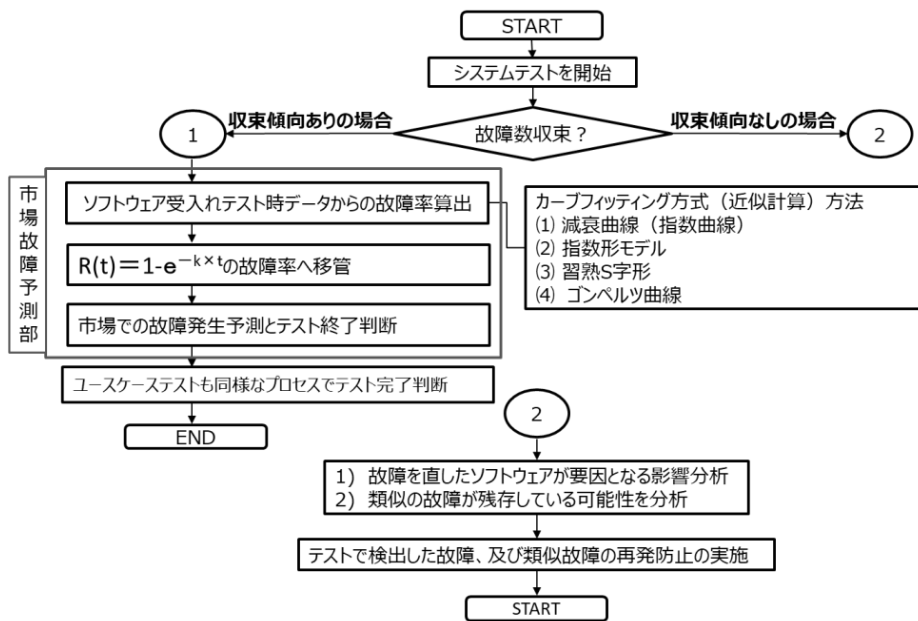 START
システムテストを開始
収束傾向ありの場合
故障数収束？
収束傾向なしの場合
1
2
市場故障予測部
ソフトウェア受入れテスト時データからの故障率算出
R(t)＝1-e⁻ᵏ×ᵗの故障率へ移管
市場での故障発生予測とテスト終了判断
カーブフィッティング方式（近似計算）方法
(1) 減衰曲線（指数曲線）
(2) 指数形モデル
(3) 習熟S字形
(4) ゴンペルツ曲線
ユースケーステストも同様なプロセスでテスト完了判断
END
2
1) 故障を直したソフトウェアが要因となる影響分析
2) 類似の故障が残存している可能性を分析
テストで検出した故障、及び類似故障の再発防止の実施
START